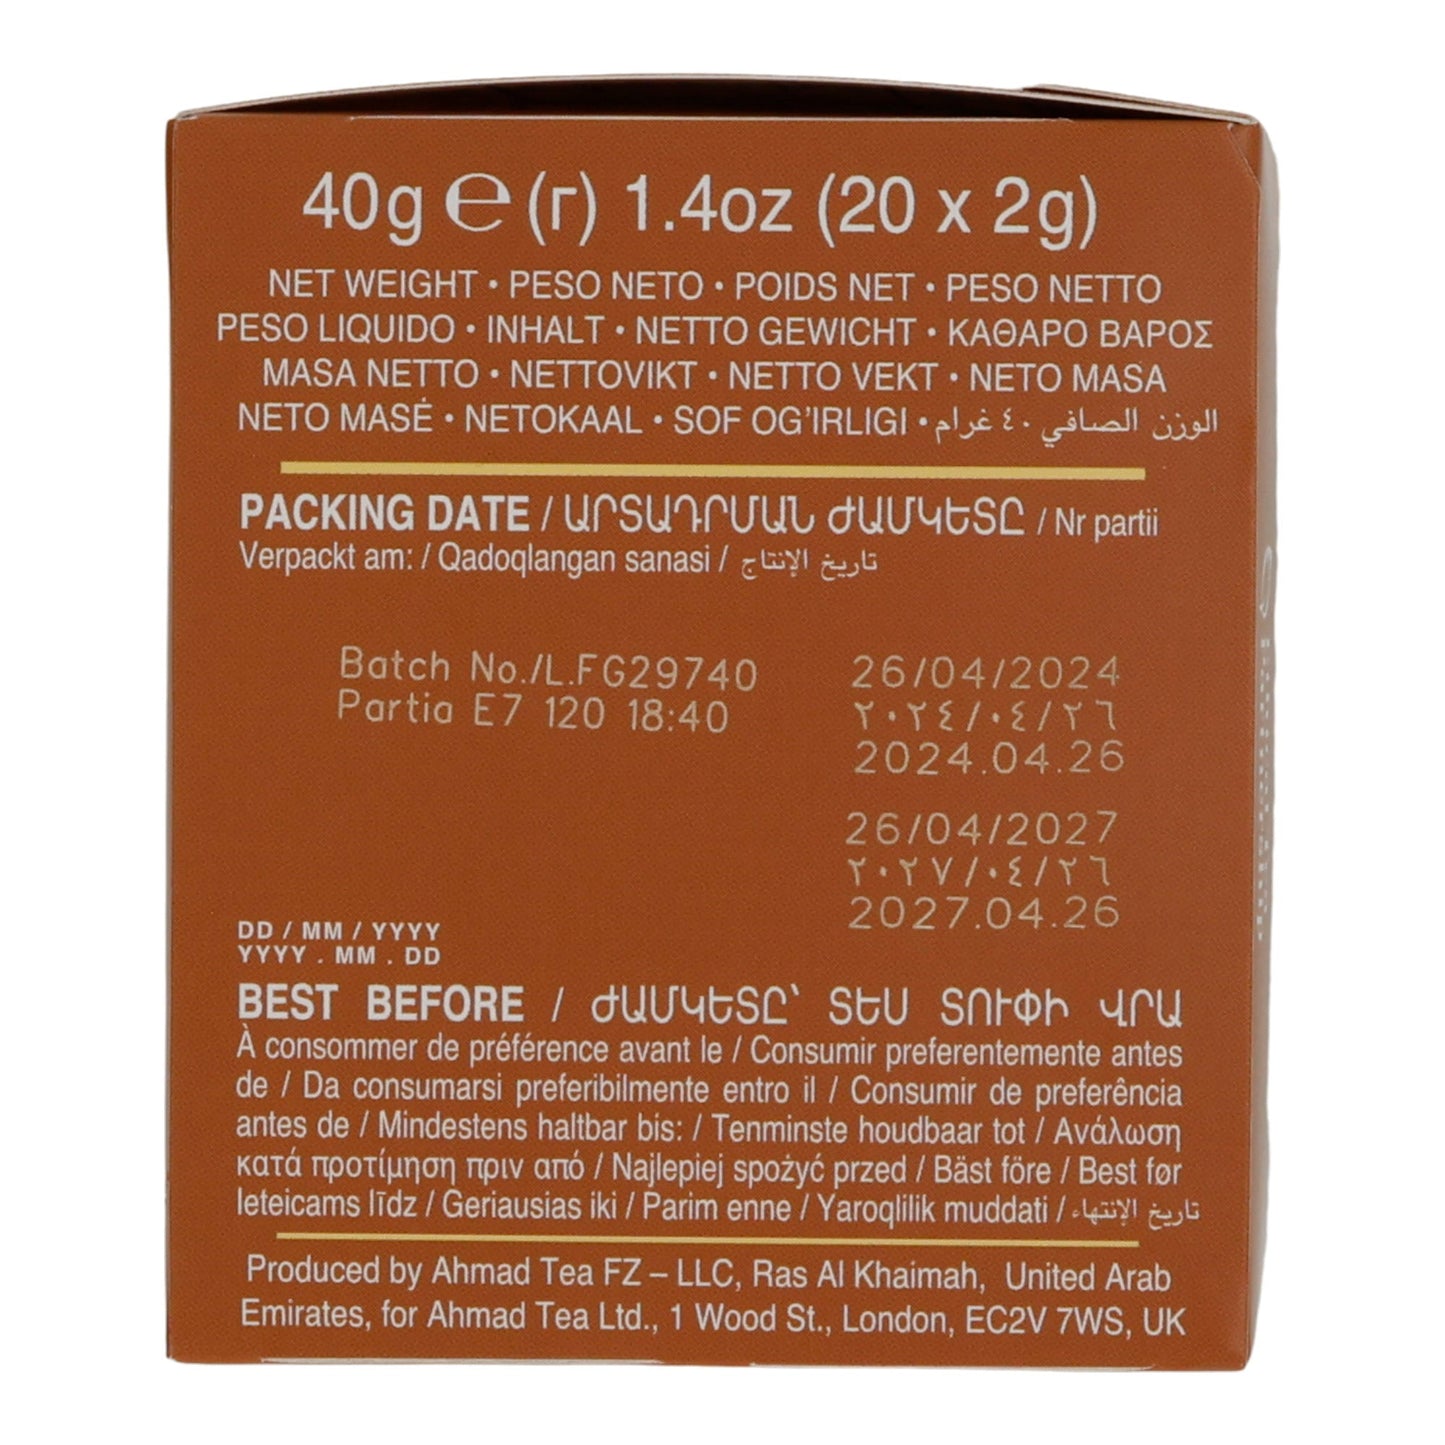 40g ℮ (г) 1.4oz (20 x 2g)
NET WEIGHT • PESO NETO • POIDS NET • PESO NETTO
PESO LIQUIDO • INHALT • NETTO GEWICHT • ΚΑΘΑΡΟ ΒΑΡΟΣ
MASA NETTO • NETTOVIKT • NETTO VEKT • NETO MASA
NETO MASĖ • NETOKAAL • SOF OG'IRLIGI • الوزن الصافي ٤٠ غرام
PACKING DATE / ԱՐՏԱԴՐՄԱՆ ԺԱՄԿԵՏԸ / Nr partii
Verpackt am: / Qadoqlangan sanasi / تاريخ الإنتاج
Batch No./L.FG29740 26/04/2024
Partia E7 120 18:40 ٢٠٢٤/٠٤/٢٦
2024.04.26
26/04/2027
٢٠٢٧/٠٤/٢٦
2027.04.26
DD / MM / YYYY
YYYY . MM . DD
BEST BEFORE / ԺԱՄԿԵՏԸ՝ ՏԵՍ ՏՈՒՓԻ ՎՐԱ
À consommer de préférence avant le / Consumir preferentemente antes
de / Da consumarsi preferibilmente entro il / Consumir de preferência
antes de / Mindestens haltbar bis: / Tenminste houdbaar tot / Ανάλωση
κατά προτίμηση πριν από / Najlepiej spożyć przed / Bäst före / Best før
Ieteicams līdz / Geriausias iki / Parim enne / Yaroqlilik muddati / تاريخ الإنتهاء
Produced by Ahmad Tea FZ – LLC, Ras Al Khaimah, United Arab
Emirates, for Ahmad Tea Ltd., 1 Wood St., London, EC2V 7WS, UK